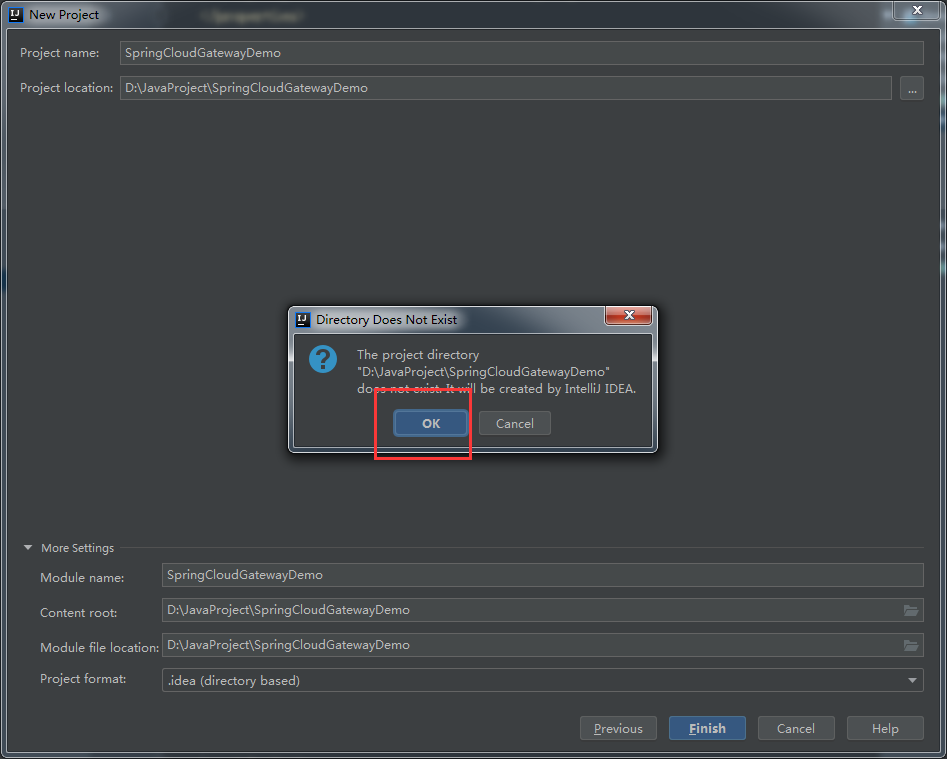 New Project
</properties>
Project name:
SpringCloudGatewayDemo
Project location:
D:\JavaProject\SpringCloudGatewayDemo
...
Directory Does Not Exist
The project directory
"D:\JavaProject\SpringCloudGatewayDemo"
does not exist. It will be created by IntelliJ IDEA.
OK
Cancel
More Settings
Module name:
SpringCloudGatewayDemo
Content root:
D:\JavaProject\SpringCloudGatewayDemo
Module file location:
D:\JavaProject\SpringCloudGatewayDemo
Project format:
.idea (directory based)
Previous
Finish
Cancel
Help